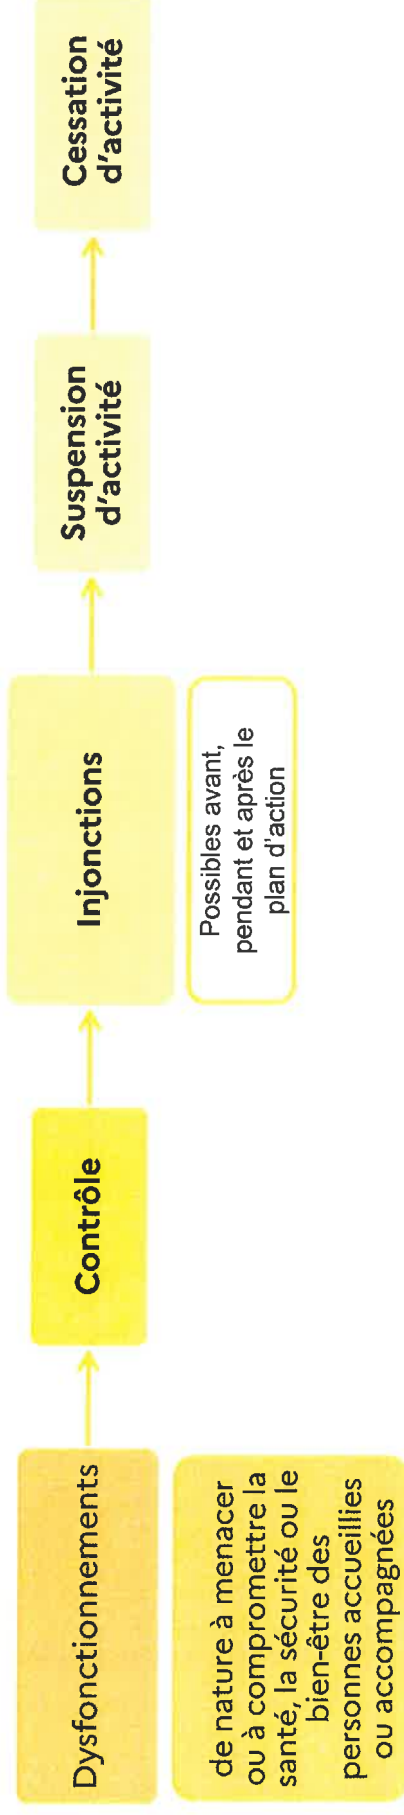 Dysfonctionnements
de nature à menacer
ou à compromettre la
santé, la sécurité ou le
bien-être des
personnes accueillies
ou accompagnées
Contrôle
Injonctions
Possibles avant,
pendant et après le
plan d'action
Suspension
d'activité
Cessation
d'activité